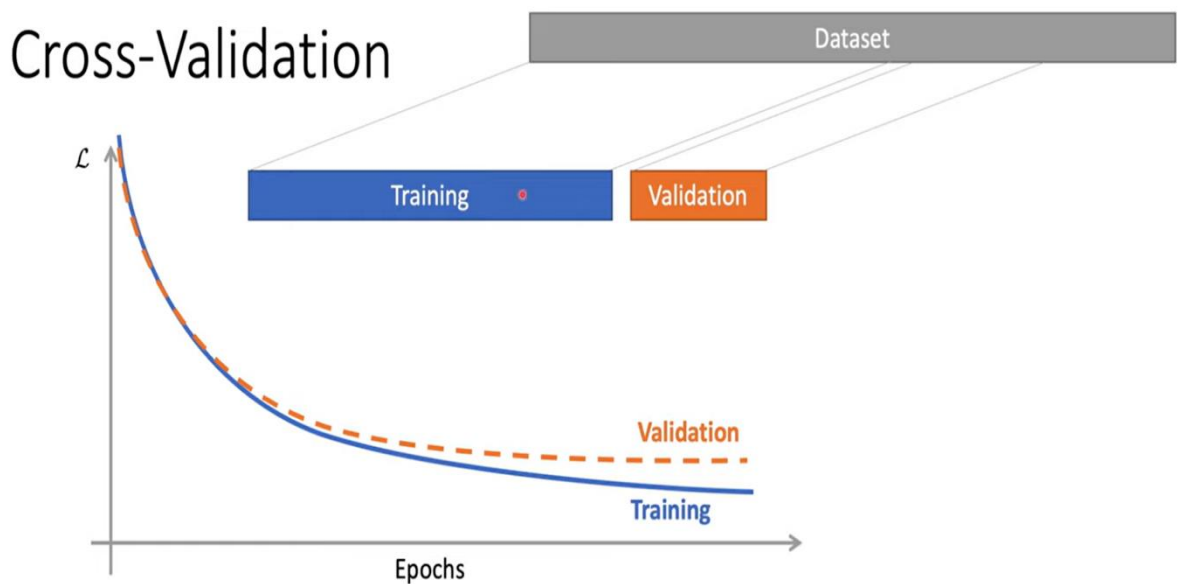 Cross-Validation
Dataset
ℒ
Training
Validation
Validation
Training
Epochs